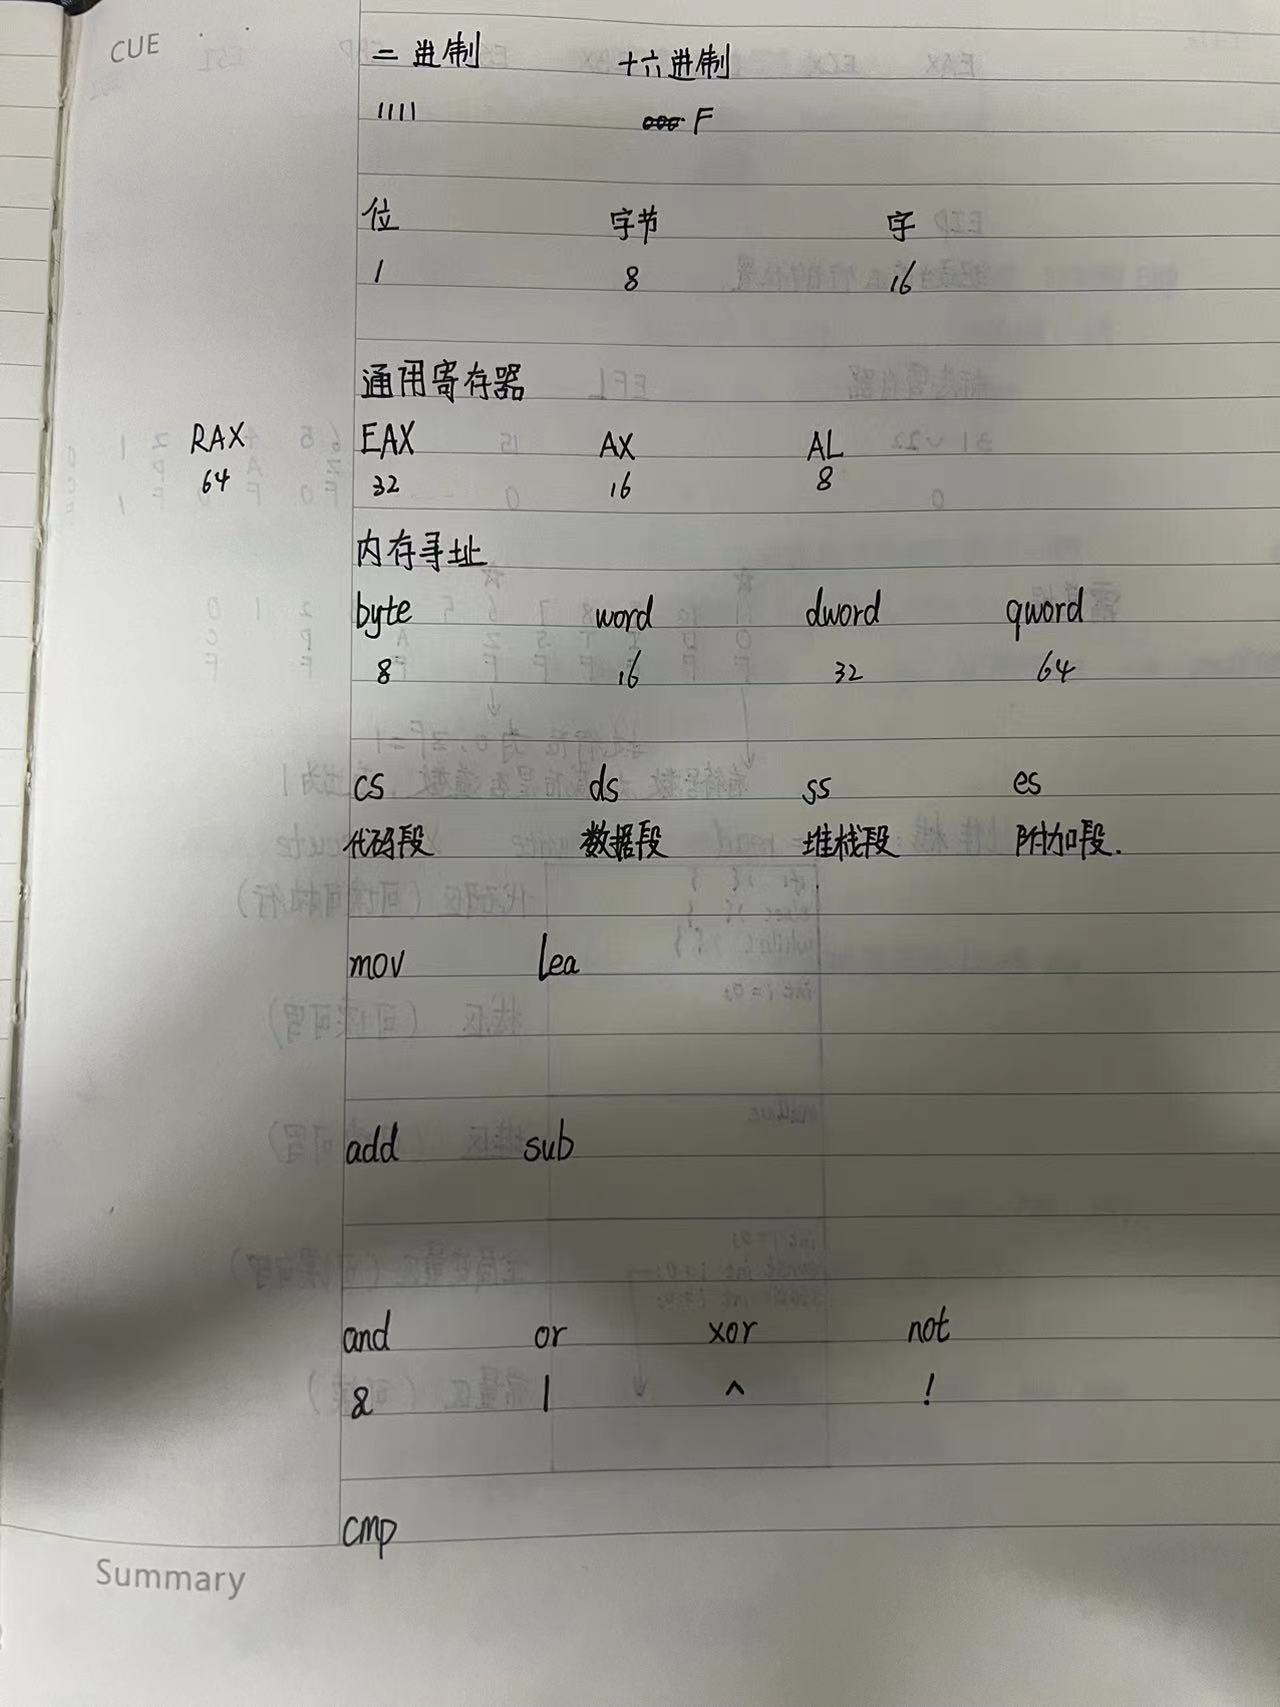 CUE
二进制 十六进制
1111 F
位 字节 字
1 8 16
通用寄存器
RAX EAX AX AL
64 32 16 8
内存寻址
byte word dword qword
8 16 32 64
cs ds ss es
代码段 数据段 堆栈段 附加段.
mov lea
add sub
and or xor not
& | ^ !
cmp
Summary